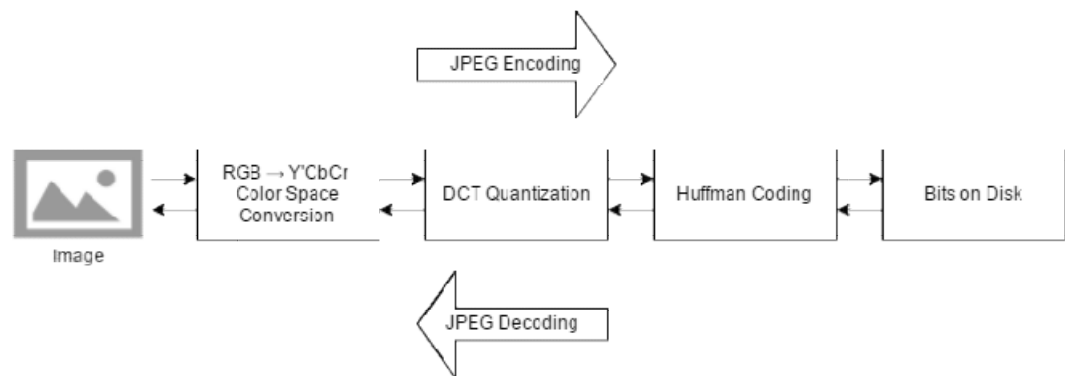 JPEG Encoding
RGB → Y'CbCr
Color Space
Conversion
DCT Quantization
Huffman Coding
Bits on Disk
Image
JPEG Decoding